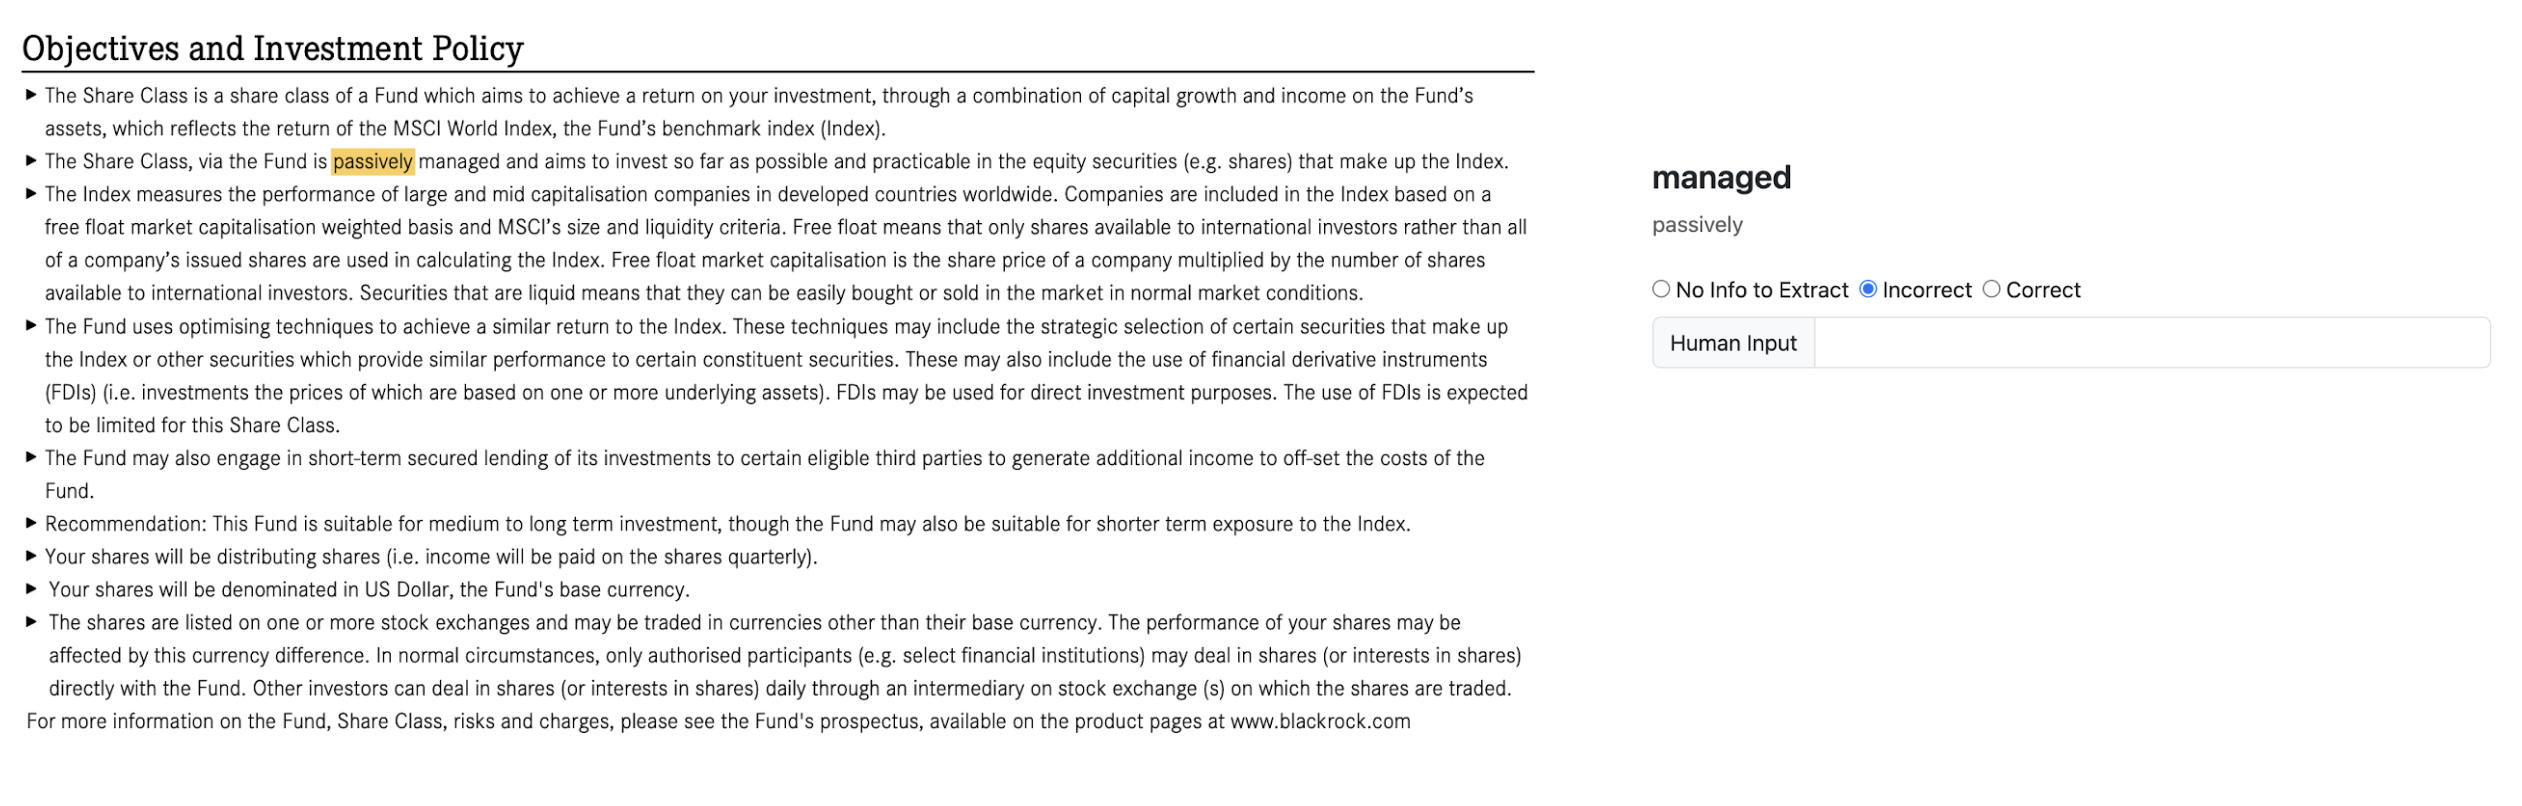 Objectives and Investment Policy
► The Share Class is a share class of a Fund which aims to achieve a return on your investment, through a combination of capital growth and income on the Fund’s
assets, which reflects the return of the MSCI World Index, the Fund’s benchmark index (Index).
► The Share Class, via the Fund is passively managed and aims to invest so far as possible and practicable in the equity securities (e.g. shares) that make up the Index.
► The Index measures the performance of large and mid capitalisation companies in developed countries worldwide. Companies are included in the Index based on a
free float market capitalisation weighted basis and MSCI’s size and liquidity criteria. Free float means that only shares available to international investors rather than all
of a company’s issued shares are used in calculating the Index. Free float market capitalisation is the share price of a company multiplied by the number of shares
available to international investors. Securities that are liquid means that they can be easily bought or sold in the market in normal market conditions.
► The Fund uses optimising techniques to achieve a similar return to the Index. These techniques may include the strategic selection of certain securities that make up
the Index or other securities which provide similar performance to certain constituent securities. These may also include the use of financial derivative instruments
(FDIs) (i.e. investments the prices of which are based on one or more underlying assets). FDIs may be used for direct investment purposes. The use of FDIs is expected
to be limited for this Share Class.
► The Fund may also engage in short-term secured lending of its investments to certain eligible third parties to generate additional income to off-set the costs of the
Fund.
► Recommendation: This Fund is suitable for medium to long term investment, though the Fund may also be suitable for shorter term exposure to the Index.
► Your shares will be distributing shares (i.e. income will be paid on the shares quarterly).
► Your shares will be denominated in US Dollar, the Fund's base currency.
► The shares are listed on one or more stock exchanges and may be traded in currencies other than their base currency. The performance of your shares may be
affected by this currency difference. In normal circumstances, only authorised participants (e.g. select financial institutions) may deal in shares (or interests in shares)
directly with the Fund. Other investors can deal in shares (or interests in shares) daily through an intermediary on stock exchange (s) on which the shares are traded.
For more information on the Fund, Share Class, risks and charges, please see the Fund's prospectus, available on the product pages at www.blackrock.com
managed
passively
No Info to Extract Incorrect Correct
Human Input